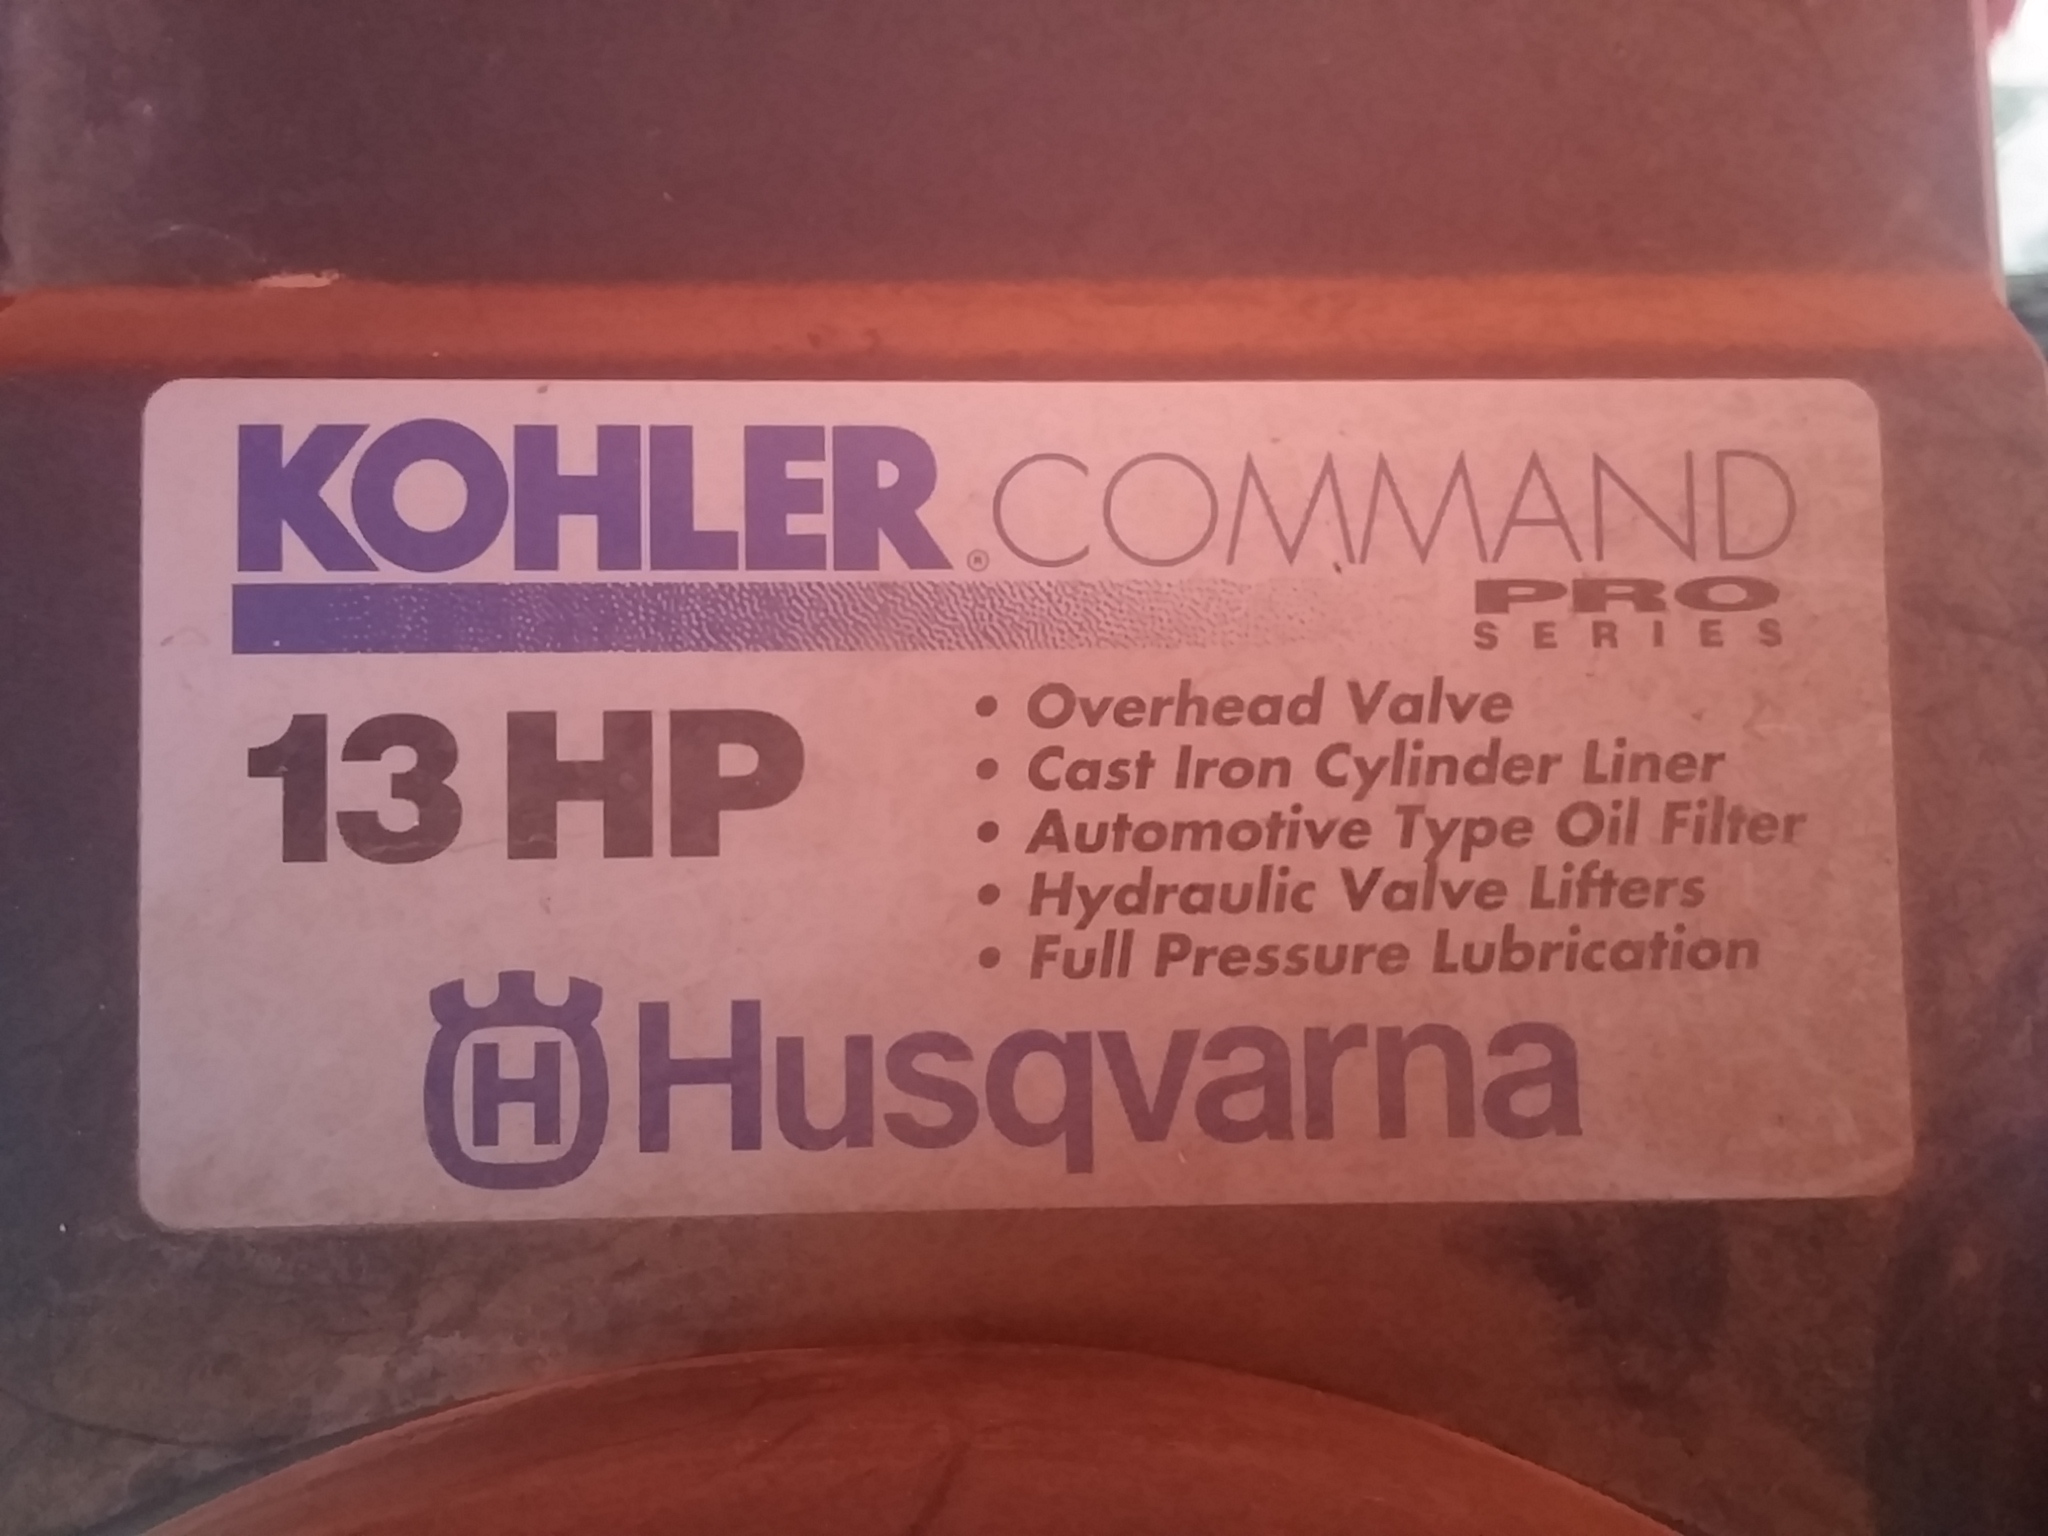 KOHLER® COMMAND
PRO
SERIES
13 HP
• Overhead Valve
• Cast Iron Cylinder Liner
• Automotive Type Oil Filter
• Hydraulic Valve Lifters
• Full Pressure Lubrication
H Husqvarna